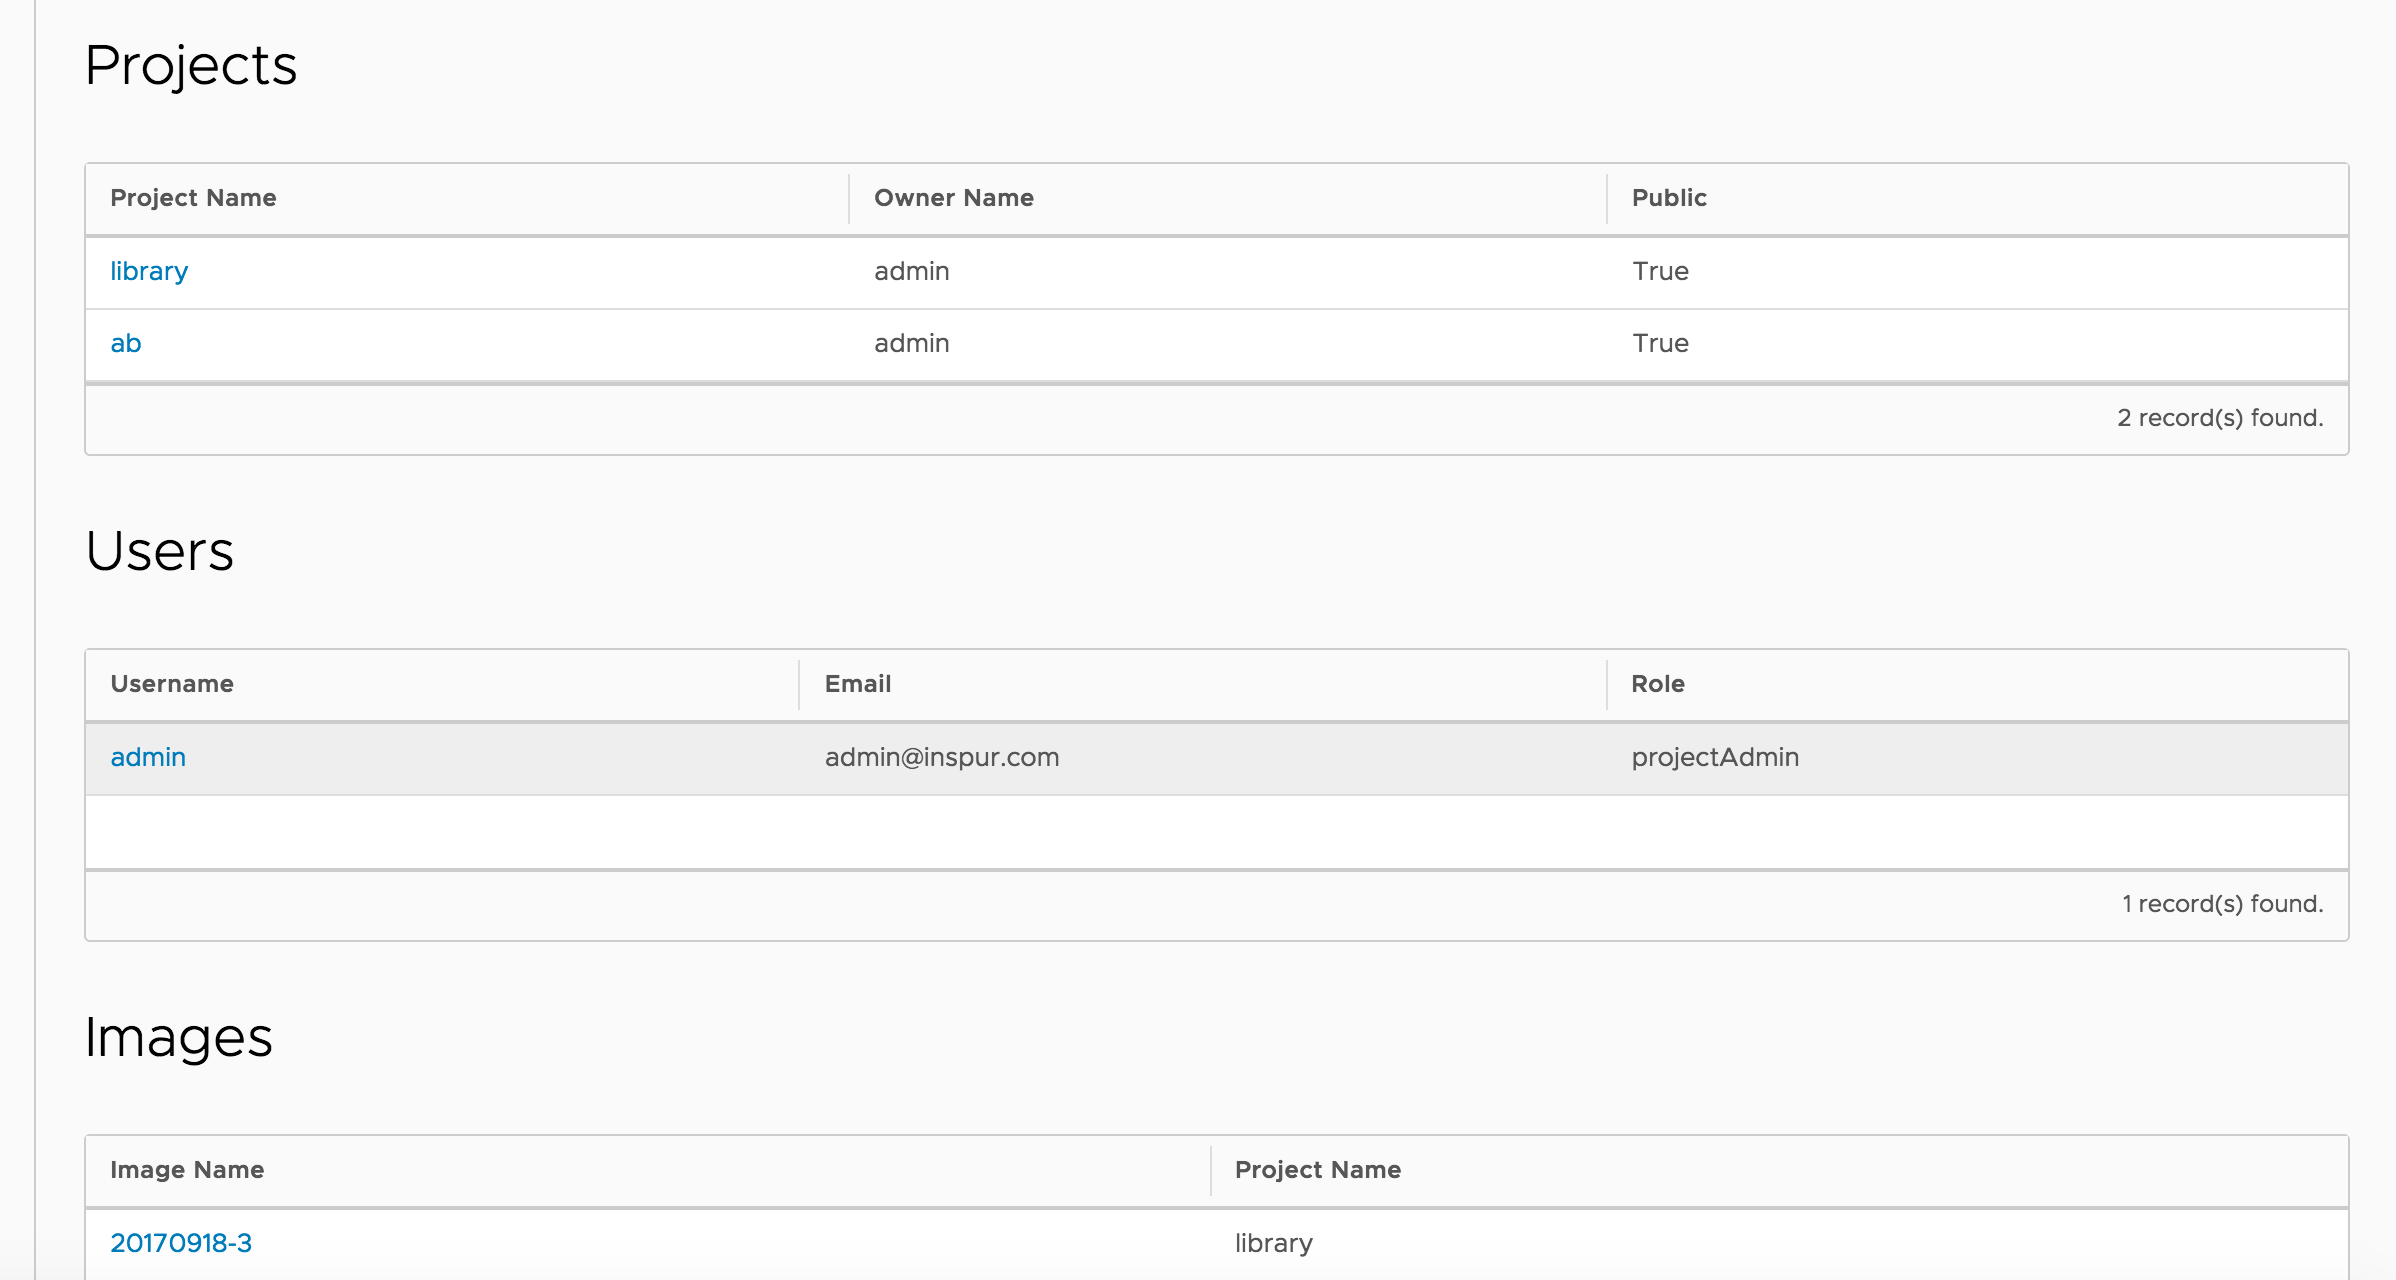 Projects
Project Name Owner Name Public
library admin True
ab admin True
2 record(s) found.
Users
Username Email Role
admin admin@inspur.com projectAdmin
1 record(s) found.
Images
Image Name Project Name
20170918-3 library